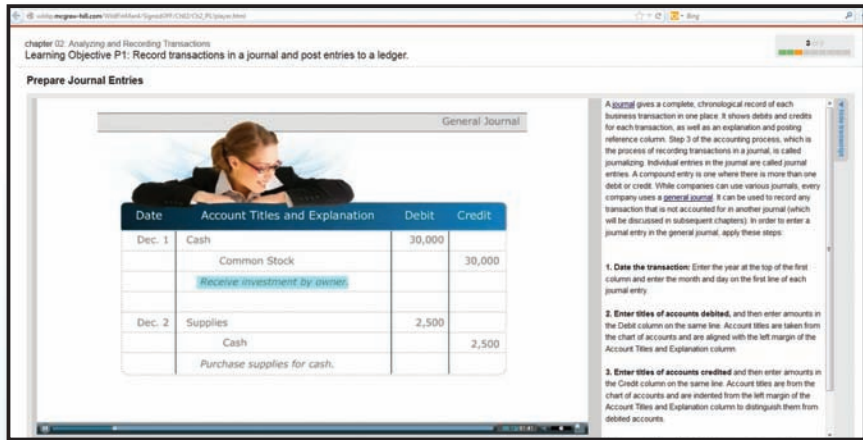 mcgraw-hill.com
Bing
chapter 02: Analyzing and Recording Transactions
Learning Objective P1: Record transactions in a journal and post entries to a ledger.
3
Prepare Journal Entries
General Journal
Date Account Titles and Explanation Debit Credit
Dec. 1 Cash 30,000
Common Stock 30,000
Receive investment by owner.
Dec. 2 Supplies 2,500
Cash 2,500
Purchase supplies for cash.
Hide transcript
A journal gives a complete, chronological record of each
business transaction in one place. It shows debits and credits
for each transaction, as well as an explanation and posting
reference column. Step 3 of the accounting process, which is
the process of recording transactions in a journal, is called
journalizing. Individual entries in the journal are called journal
entries. A compound entry is one where there is more than one
debit or credit. While companies can use various journals, every
company uses a general journal. It can be used to record any
transaction that is not accounted for in another journal (which
will be discussed in subsequent chapters). In order to enter a
journal entry in the general journal, apply these steps:
1. Date the transaction: Enter the year at the top of the first
column and enter the month and day on the first line of each
journal entry.
2. Enter titles of accounts debited, and then enter amounts in
the Debit column on the same line. Account titles are taken from
the chart of accounts and are aligned with the left margin of the
Account Titles and Explanation column.
3. Enter titles of accounts credited and then enter amounts in
the Credit column on the same line. Account titles are from the
chart of accounts and are indented from the left margin of the
Account Titles and Explanation column to distinguish them from
debited accounts.